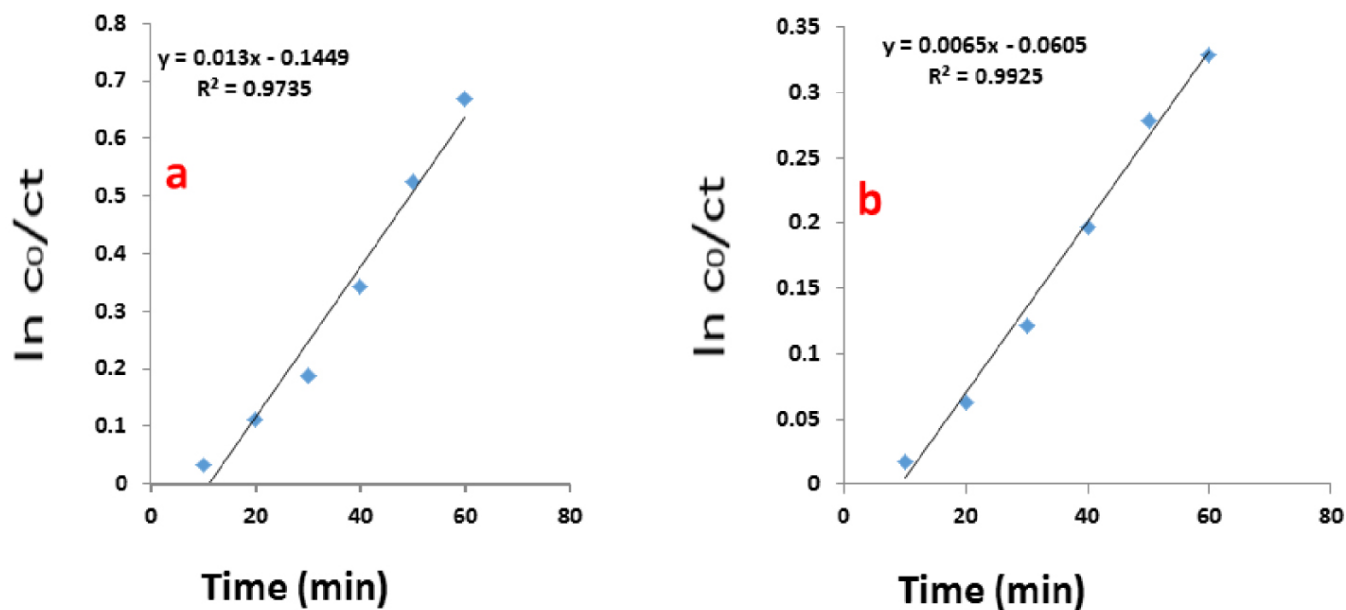 y = 0.013x - 0.1449
R² = 0.9735
a
ln c₀/ct
0.8
0.7
0.6
0.5
0.4
0.3
0.2
0.1
0
0 20 40 60 80
Time (min)
y = 0.0065x - 0.0605
R² = 0.9925
b
ln c₀/ct
0.35
0.3
0.25
0.2
0.15
0.1
0.05
0
0 20 40 60 80
Time (min)